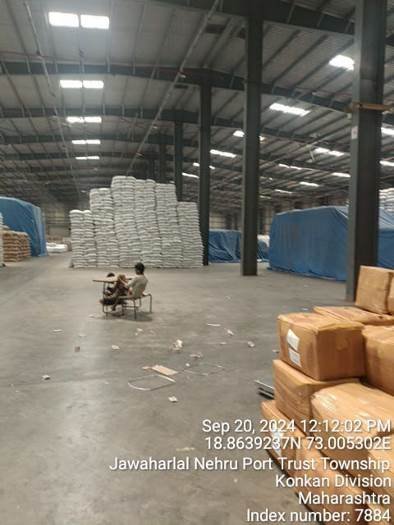 Sep 20, 2024 12:12:02 PM
18.8639237N 73.005302E
Jawaharlal Nehru Port Trust Township
Konkan Division
Maharashtra
Index number: 7884